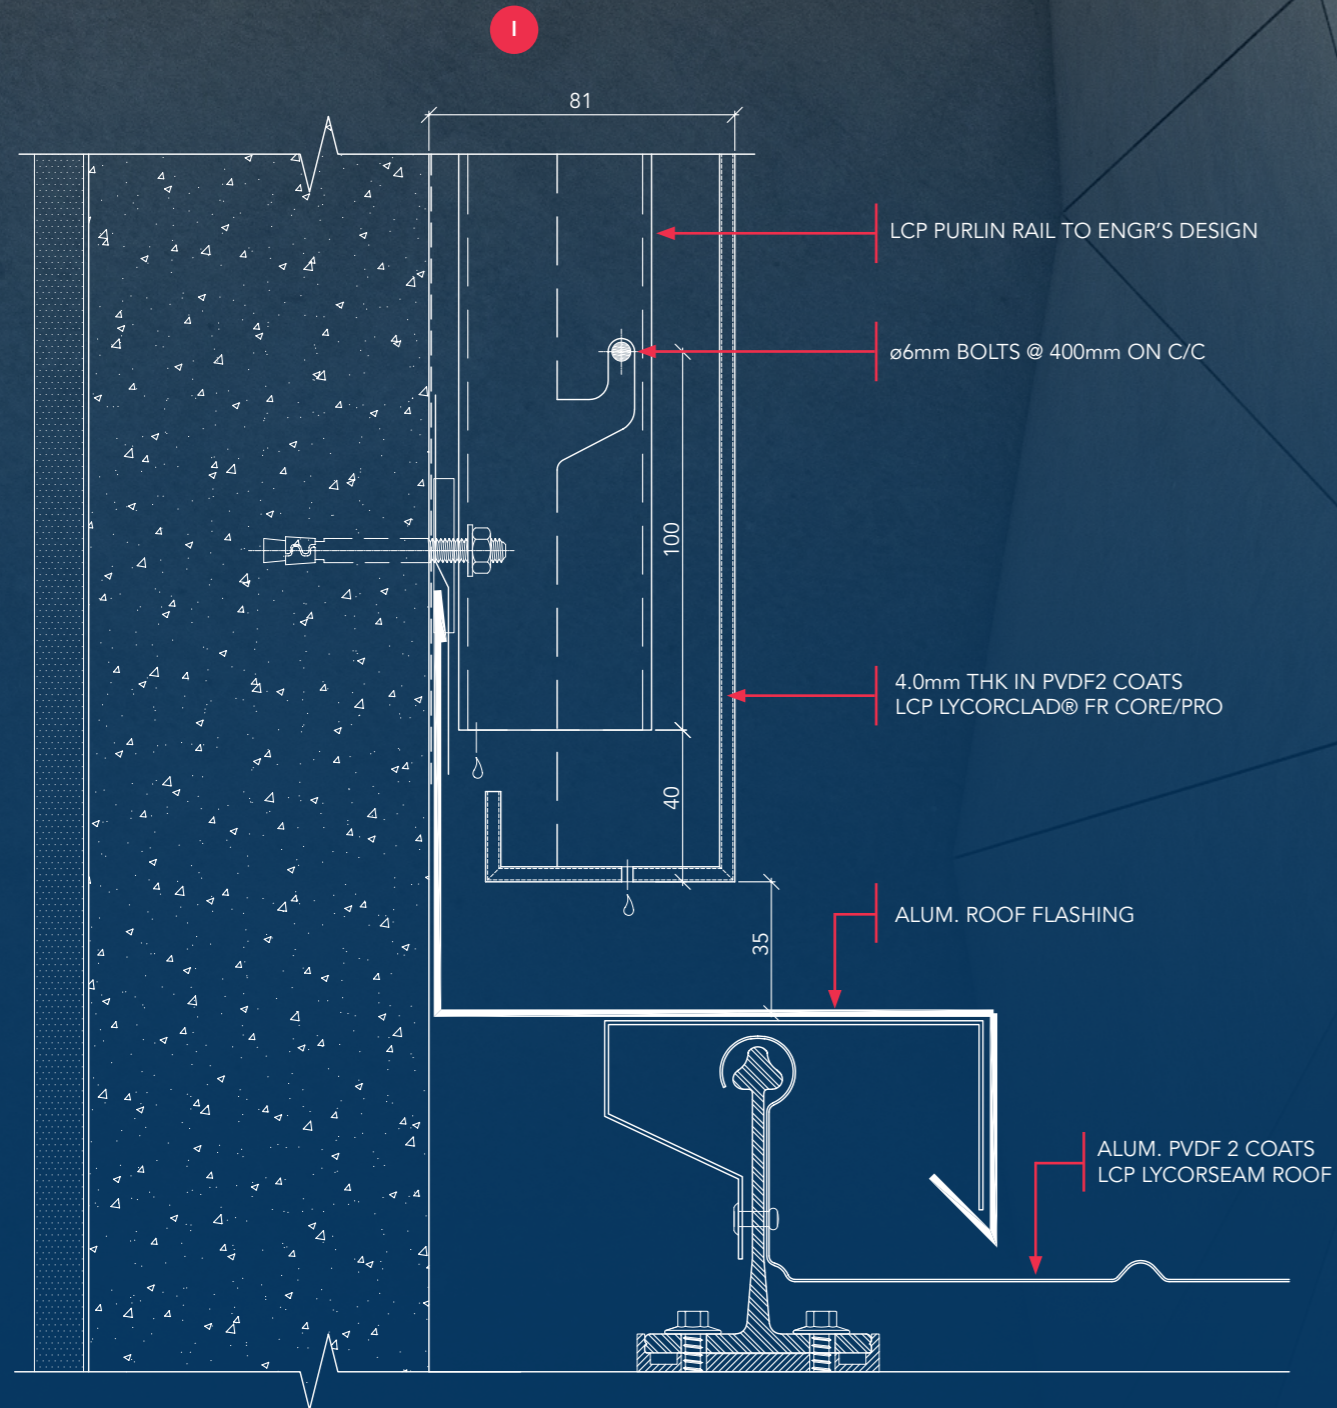 I
81
LCP PURLIN RAIL TO ENGR'S DESIGN
ø6mm BOLTS @ 400mm ON C/C
100
4.0mm THK IN PVDF2 COATS
LCP LYCORCLAD® FR CORE/PRO
40
ALUM. ROOF FLASHING
35
ALUM. PVDF 2 COATS
LCP LYCORSEAM ROOF